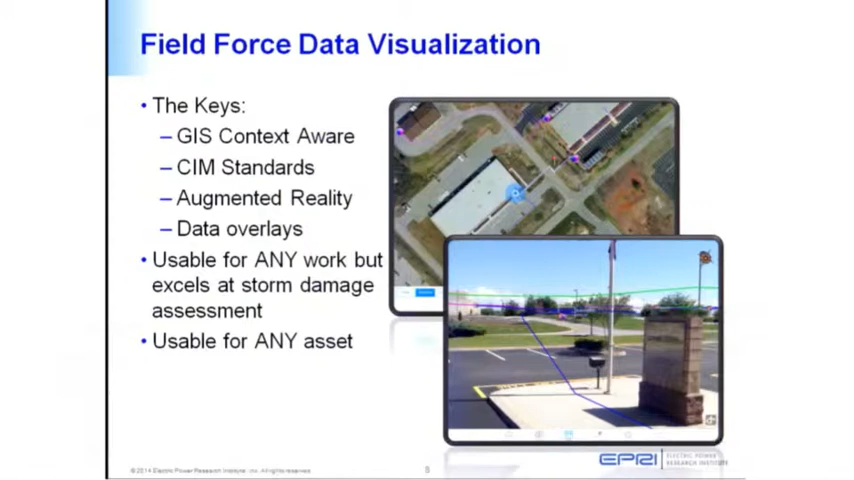 Field Force Data Visualization
• The Keys:
– GIS Context Aware
– CIM Standards
– Augmented Reality
– Data overlays
• Usable for ANY work but
excels at storm damage
assessment
• Usable for ANY asset
© 2014 Electric Power Research Institute, Inc. All rights reserved.
5
EPRI
ELECTRIC POWER
RESEARCH INSTITUTE